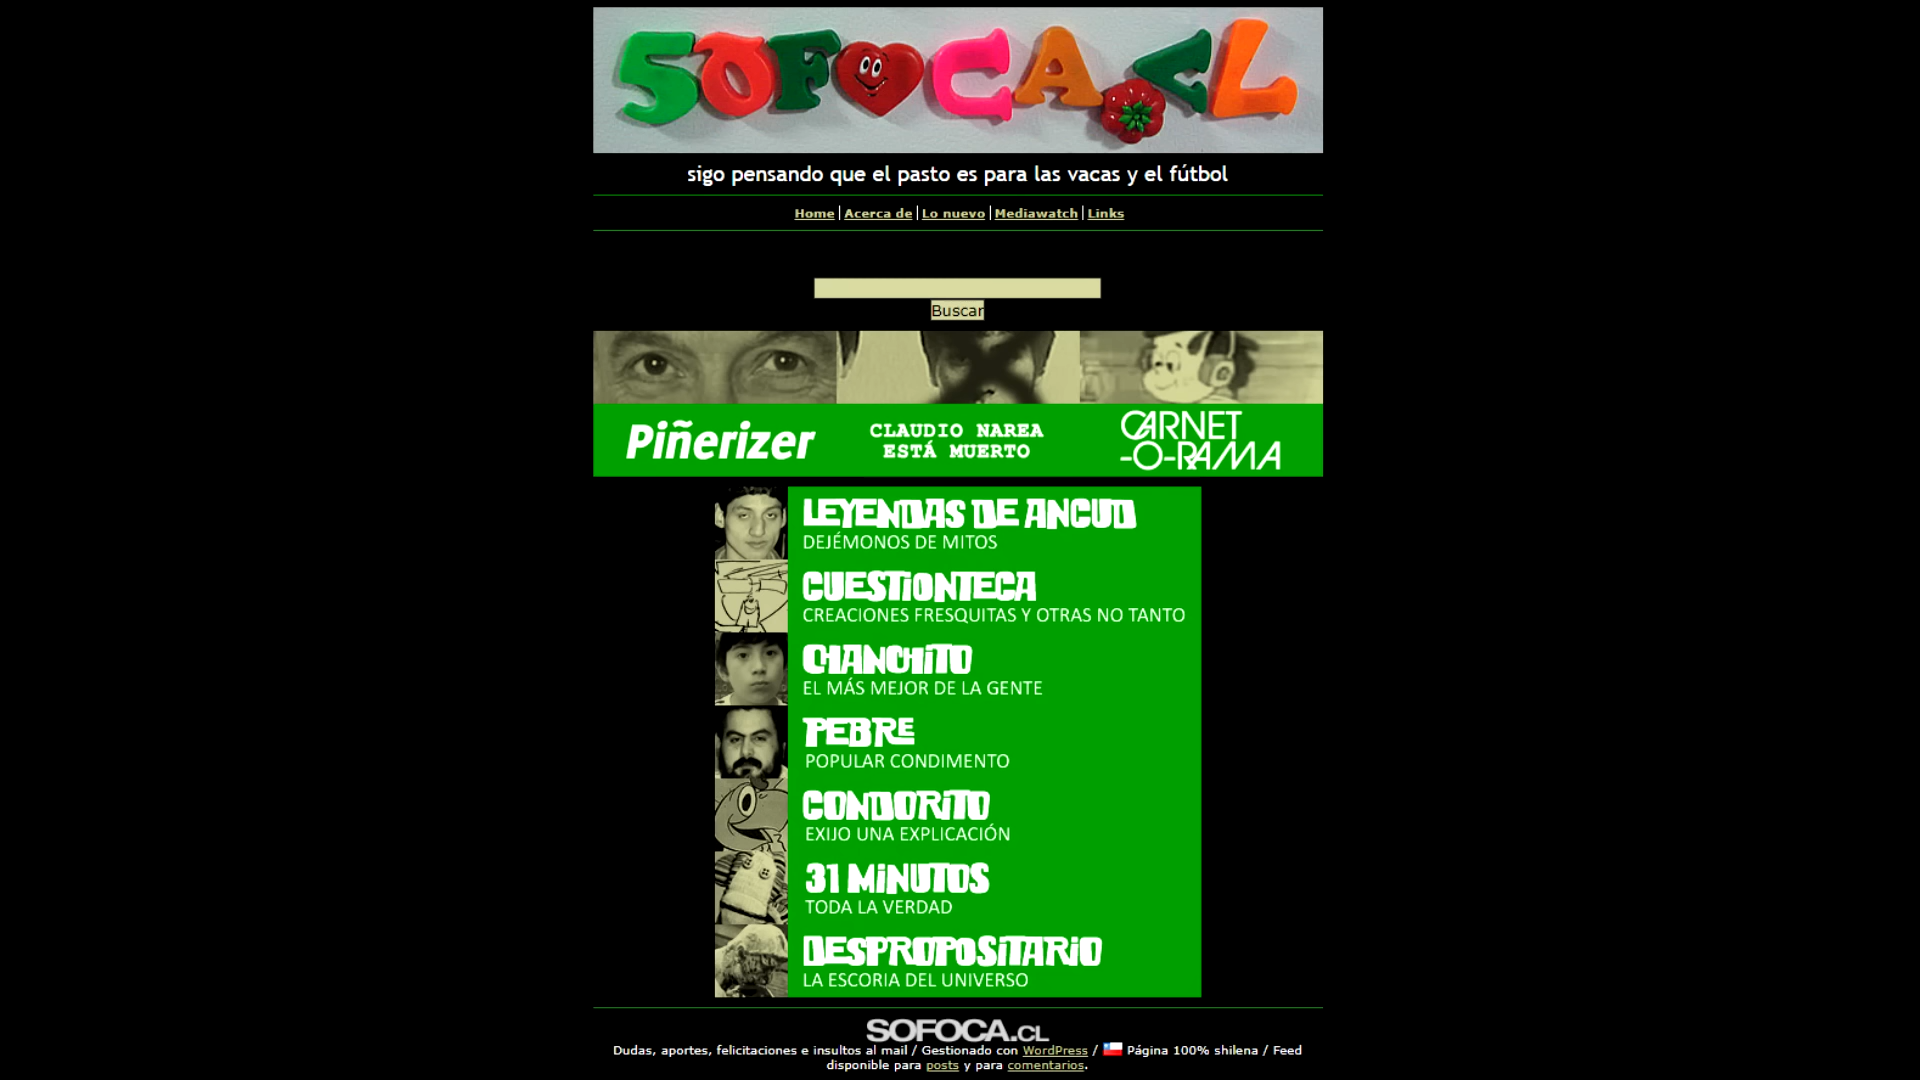 SOFOCA.CL
sigo pensando que el pasto es para las vacas y el fútbol
Home | Acerca de | Lo nuevo | Mediawatch | Links
Buscar
Piñerizer
CLAUDIO NAREA
ESTÁ MUERTO
CARNET
-O-RAMA
LEYENDAS DE ANCUD
DEJÉMONOS DE MITOS
CUESTIONTECA
CREACIONES FRESQUITAS Y OTRAS NO TANTO
CHANCHITO
EL MÁS MEJOR DE LA GENTE
PEBRE
POPULAR CONDIMENTO
CONDORITO
EXIJO UNA EXPLICACIÓN
31 MINUTOS
TODA LA VERDAD
DESPROPOSITARIO
LA ESCORIA DEL UNIVERSO
SOFOCA.CL
Dudas, aportes, felicitaciones e insultos al mail / Gestionado con WordPress / Página 100% shilena / Feed
disponible para posts y para comentarios.